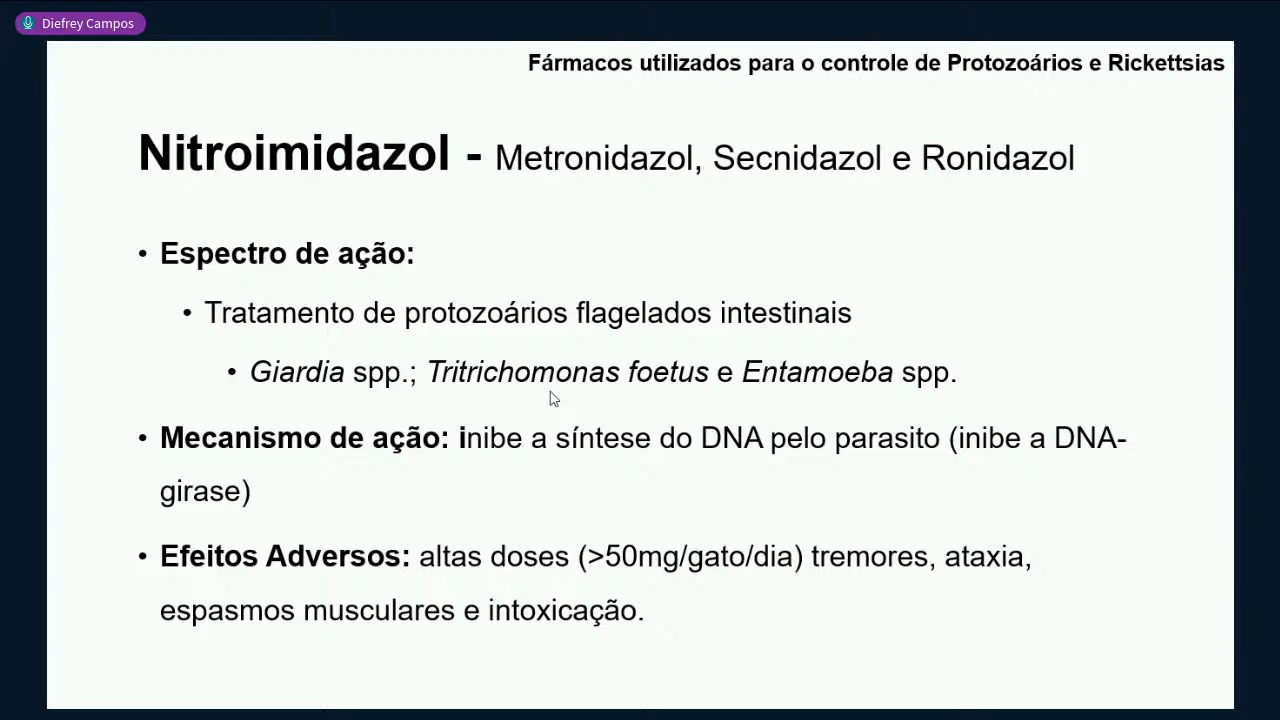 Diefrey Campos
Fármacos utilizados para o controle de Protozoários e Rickettsias
Nitroimidazol - Metronidazol, Secnidazol e Ronidazol
• Espectro de ação:
• Tratamento de protozoários flagelados intestinais
• Giardia spp.; Tritrichomonas foetus e Entamoeba spp.
• Mecanismo de ação: inibe a síntese do DNA pelo parasito (inibe a DNA-
girase)
• Efeitos Adversos: altas doses (>50mg/gato/dia) tremores, ataxia,
espasmos musculares e intoxicação.